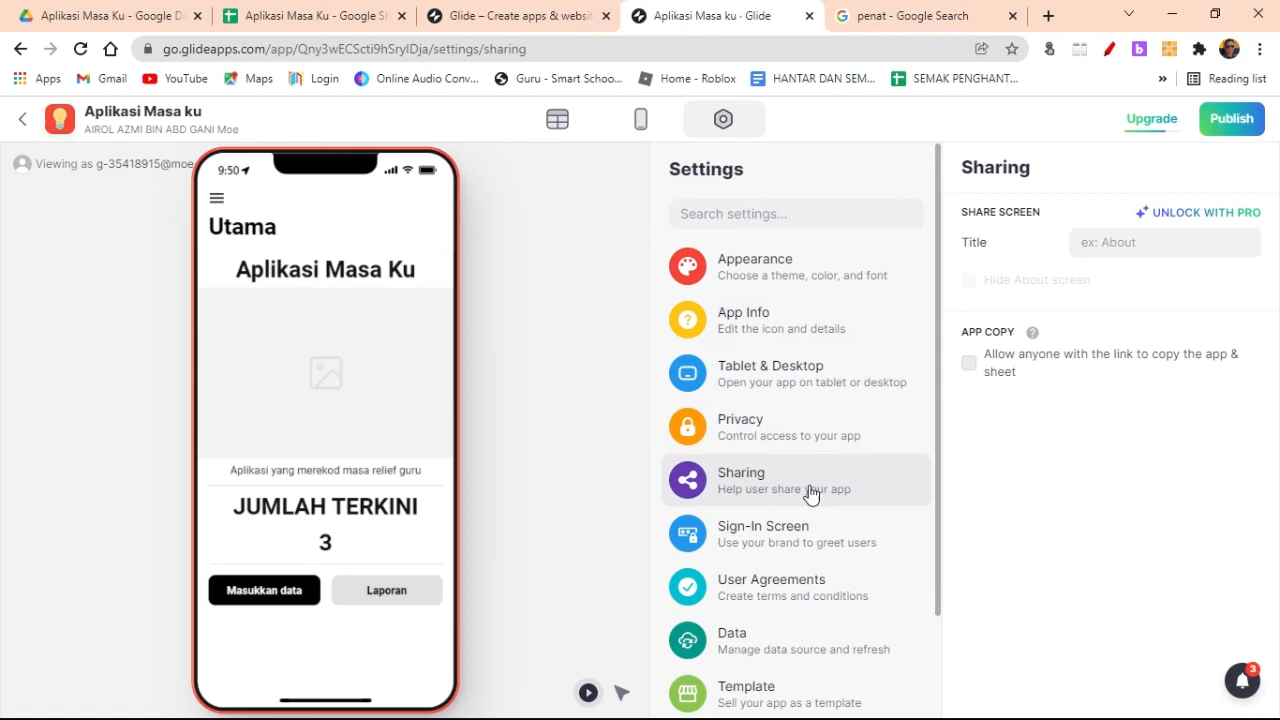 Aplikasi Masa Ku - Google D
Aplikasi Masa Ku - Google Sh
Glide – Create apps & websit
Aplikasi Masa ku · Glide
penat - Google Search
go.glideapps.com/app/Qny3wECScti9hSrylDja/settings/sharing
Apps
Gmail
YouTube
Maps
Login
Online Audio Conv...
Guru - Smart Schoo...
Home - Roblox
HANTAR DAN SEM...
SEMAK PENGHANT...
»
Reading list
Aplikasi Masa ku
AIROL AZMI BIN ABD GANI Moe
Upgrade
Publish
Viewing as g-35418915@moe
9:50
Utama
Aplikasi Masa Ku
Aplikasi yang merekod masa relief guru
JUMLAH TERKINI
3
Masukkan data
Laporan
Settings
Search settings...
Appearance
Choose a theme, color, and font
App Info
Edit the icon and details
Tablet & Desktop
Open your app on tablet or desktop
Privacy
Control access to your app
Sharing
Help user share your app
Sign-In Screen
Use your brand to greet users
User Agreements
Create terms and conditions
Data
Manage data source and refresh
Template
Sell your app as a template
Sharing
SHARE SCREEN
UNLOCK WITH PRO
Title
ex: About
Hide About screen
APP COPY
Allow anyone with the link to copy the app &
sheet
3